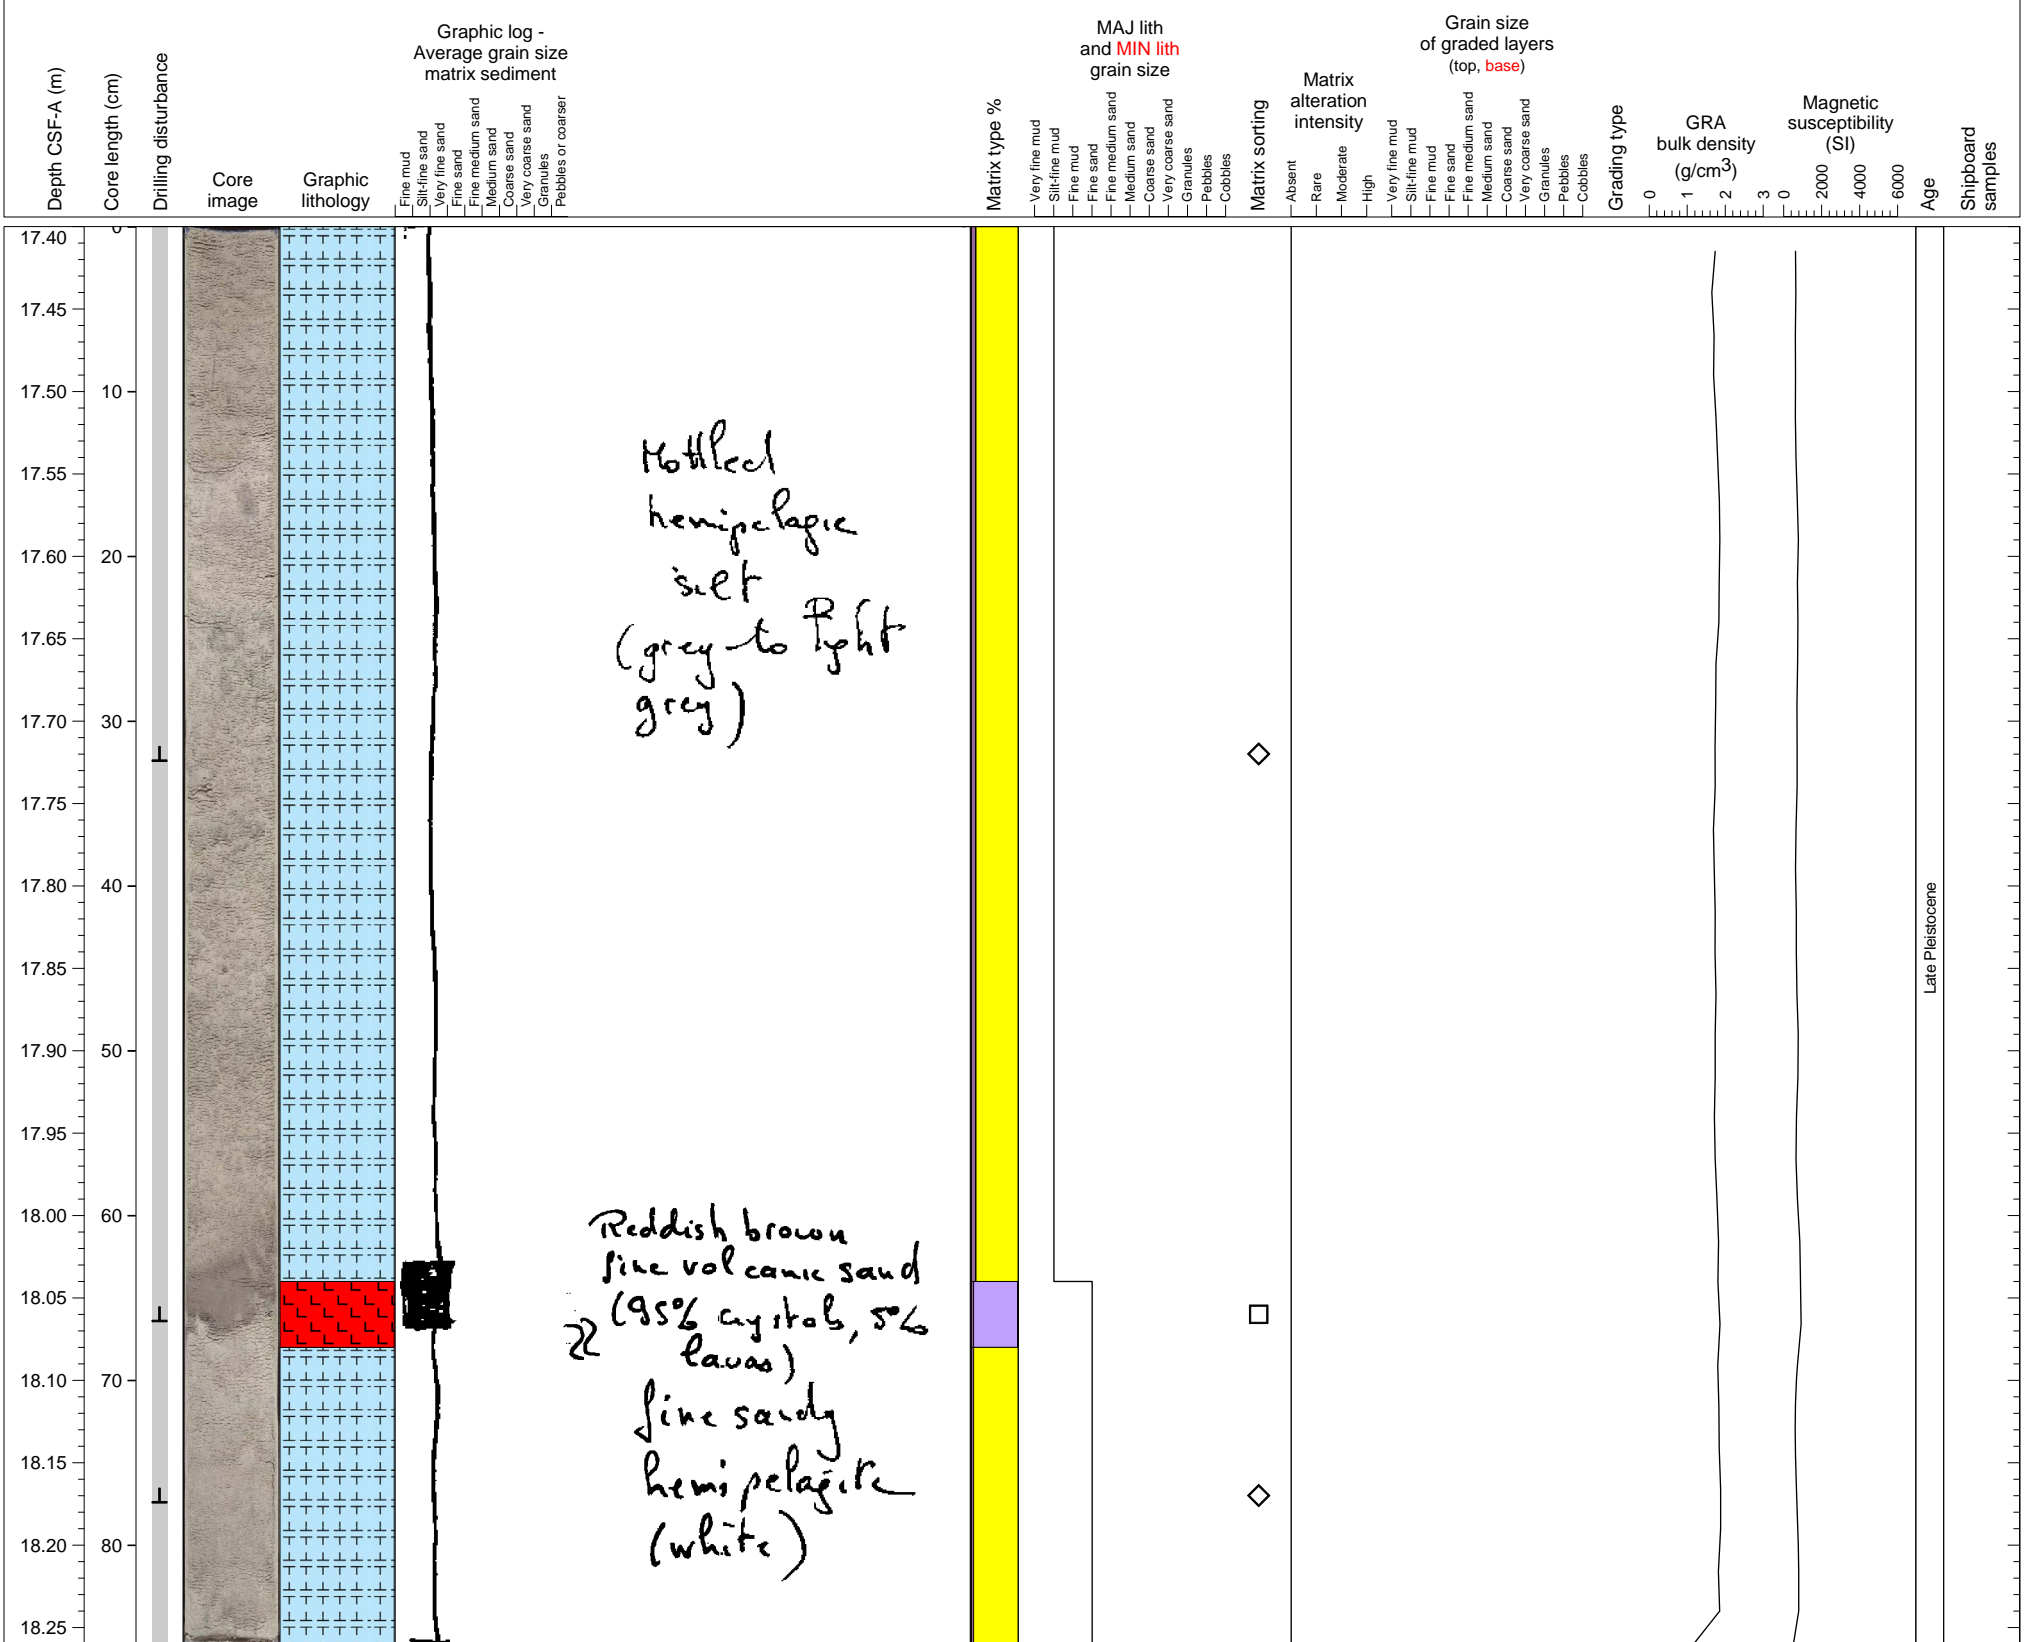 Depth CSF-A (m)
Core length (cm)
Drilling disturbance
Core
image
Graphic
lithology
Graphic log -
Average grain size
matrix sediment
Fine mud
Silt-fine sand
Very fine sand
Fine sand
Fine medium sand
Medium sand
Coarse sand
Very coarse sand
Granules
Pebbles or coarser
Matrix type %
MAJ lith
and MIN lith
grain size
Very fine mud
Silt-fine mud
Fine mud
Fine sand
Fine medium sand
Medium sand
Coarse sand
Very coarse sand
Granules
Pebbles
Cobbles
Matrix sorting
Matrix
alteration
intensity
Absent
Rare
Moderate
High
Grain size
of graded layers
(top, base)
Very fine mud
Silt-fine mud
Fine mud
Fine sand
Fine medium sand
Medium sand
Coarse sand
Very coarse sand
Granules
Pebbles
Cobbles
Grading type
GRA
bulk density
(g/cm3)
0 1 2 3
Magnetic
susceptibility
(SI)
0 2000 4000 6000
Age
Shipboard
samples
17.40 0
17.45
17.50 10
17.55
17.60 20
17.65
17.70 30
17.75
17.80 40
17.85
17.90 50
17.95
18.00 60
18.05
18.10 70
18.15
18.20 80
18.25
Mottled
hemipelagic
silt
(grey to light
grey)
Reddish brown
fine volcanic sand
(95% crystals, 5%
lavas)
fine sandy
hemipelagite
(white)
Late Pleistocene